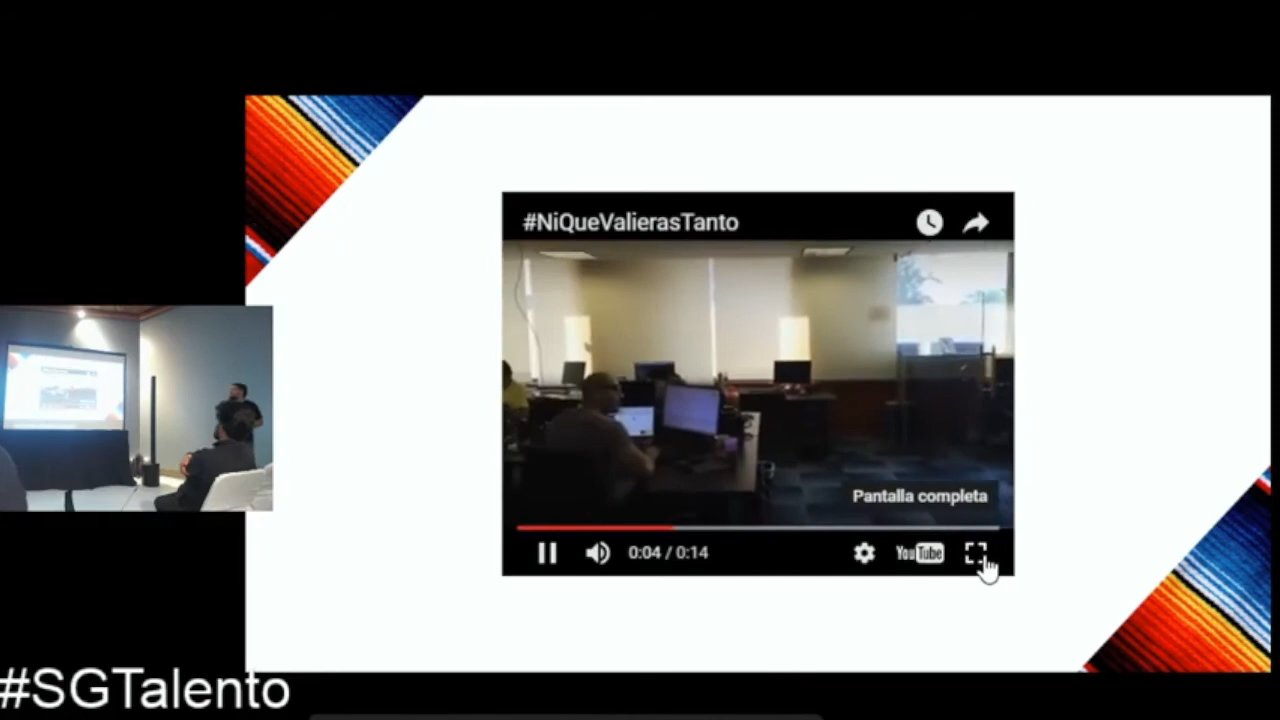 #NiQueValierasTanto
Pantalla completa
0:04 / 0:14
YouTube
#SGTalento